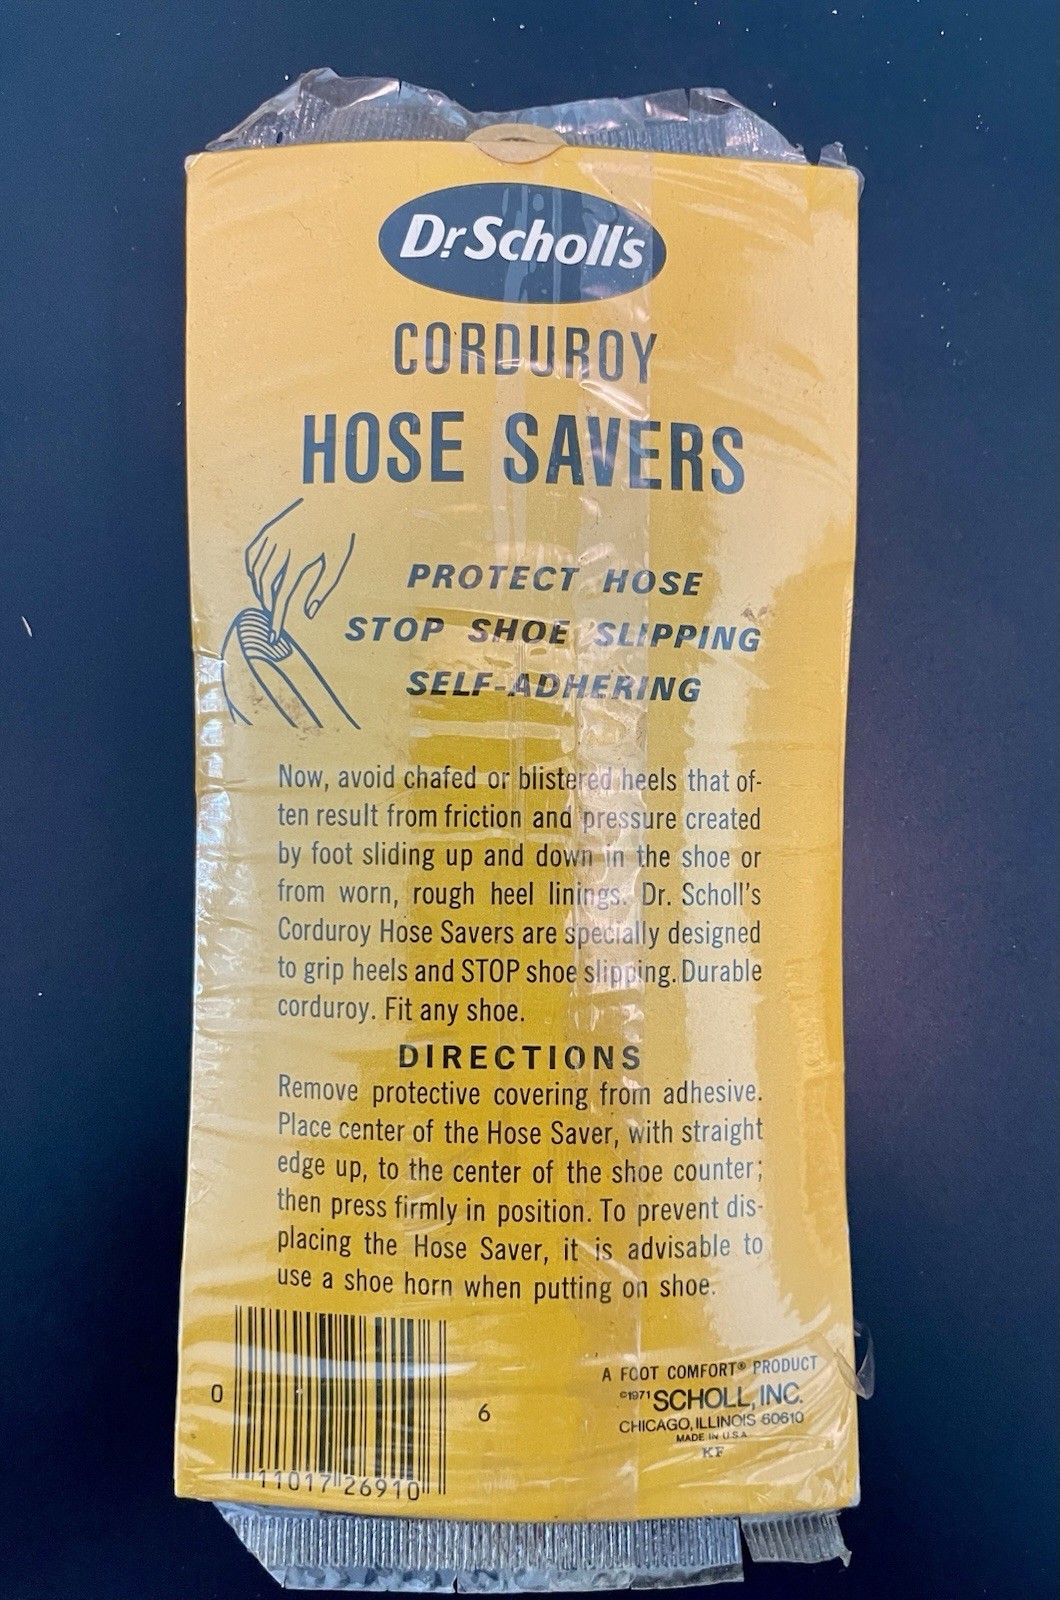 Dr. Scholl's
CORDUROY
HOSE SAVERS
PROTECT HOSE
STOP SHOE SLIPPING
SELF-ADHERING
Now, avoid chafed or blistered heels that of-
ten result from friction and pressure created
by foot sliding up and down in the shoe or
from worn, rough heel linings. Dr. Scholl's
Corduroy Hose Savers are specially designed
to grip heels and STOP shoe slipping. Durable
corduroy. Fit any shoe.
DIRECTIONS
Remove protective covering from adhesive.
Place center of the Hose Saver, with straight
edge up, to the center of the shoe counter;
then press firmly in position. To prevent dis-
placing the Hose Saver, it is advisable to
use a shoe horn when putting on shoe.
0 11017 26910 6
A FOOT COMFORT® PRODUCT
©1971 SCHOLL, INC.
CHICAGO, ILLINOIS 60610
MADE IN U.S.A.
KF